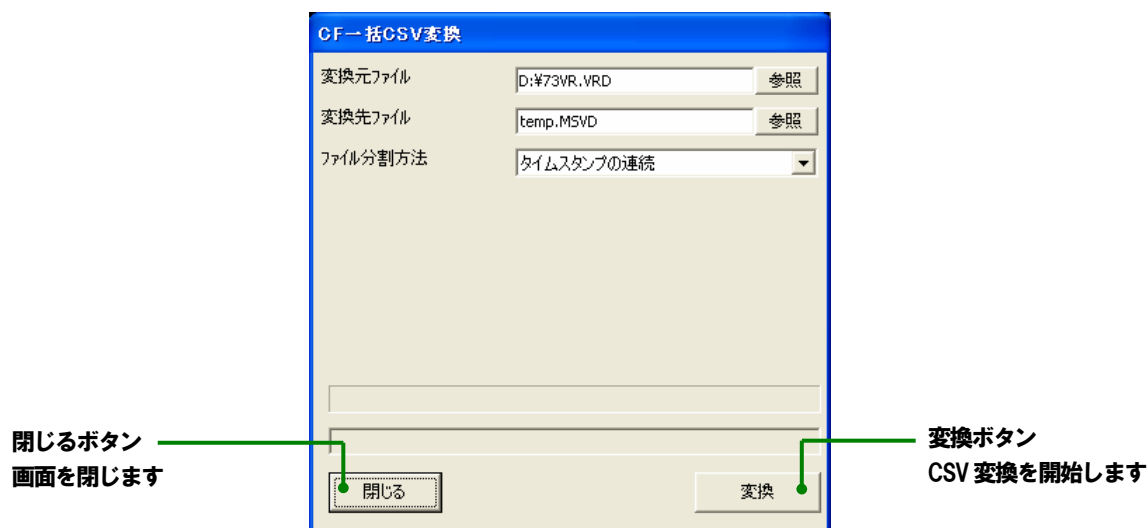 CF一括CSV変換
変換元ファイル
D:¥73VR.VRD
参照
変換先ファイル
temp.MSVD
参照
ファイル分割方法
タイムスタンプの連続
閉じるボタン
画面を閉じます
変換ボタン
CSV 変換を開始します
閉じる
変換